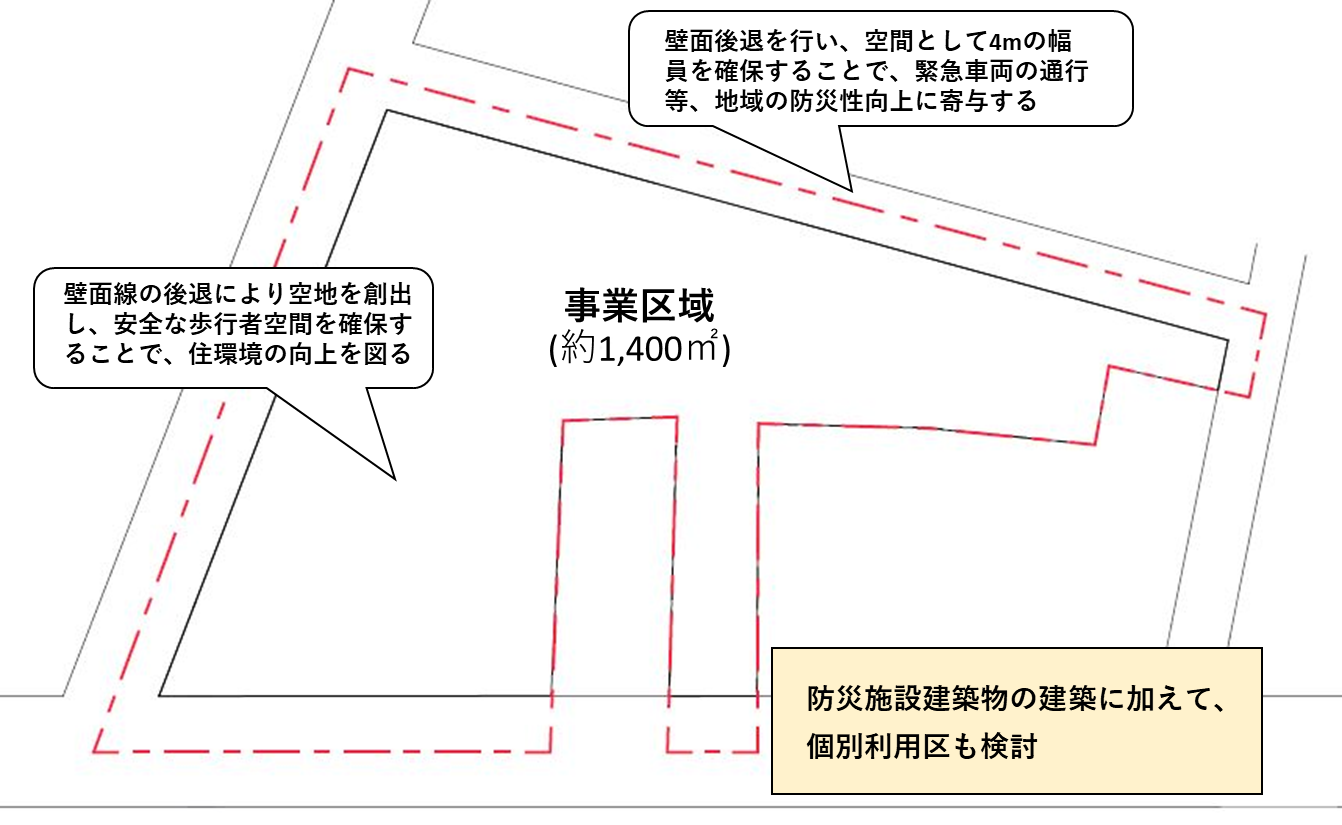 壁面後退を行い、空間として4mの幅
員を確保することで、緊急車両の通行
等、地域の防災性向上に寄与する
壁面線の後退により空地を創出
し、安全な歩行者空間を確保す
ることで、住環境の向上を図る
事業区域
(約1,400㎡)
防災施設建築物の建築に加えて、
個別利用区も検討